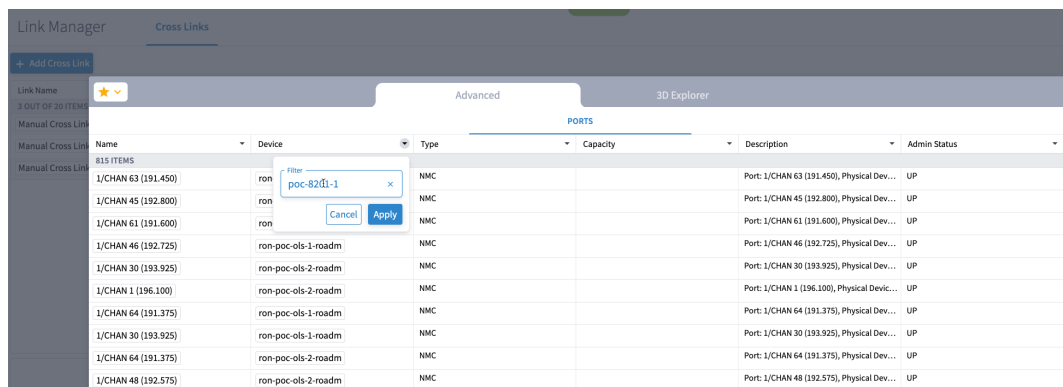 Link Manager Cross Links
+ Add Cross Link
Link Name
3 OUT OF 20 ITEMS
Manual Cross Link
Manual Cross Link
Manual Cross Link
Advanced 3D Explorer
PORTS
Name Device Type Capacity Description Admin Status
815 ITEMS
Filter
poc-8201-1 ×
Cancel Apply
1/CHAN 63 (191.450) ron- NMC Port: 1/CHAN 63 (191.450), Physical Dev... UP
1/CHAN 45 (192.800) ron- NMC Port: 1/CHAN 45 (192.800), Physical Dev... UP
1/CHAN 61 (191.600) ron- NMC Port: 1/CHAN 61 (191.600), Physical Dev... UP
1/CHAN 46 (192.725) ron-poc-ols-1-roadm NMC Port: 1/CHAN 46 (192.725), Physical Dev... UP
1/CHAN 30 (193.925) ron-poc-ols-2-roadm NMC Port: 1/CHAN 30 (193.925), Physical Dev... UP
1/CHAN 1 (196.100) ron-poc-ols-2-roadm NMC Port: 1/CHAN 1 (196.100), Physical Devic... UP
1/CHAN 64 (191.375) ron-poc-ols-1-roadm NMC Port: 1/CHAN 64 (191.375), Physical Dev... UP
1/CHAN 30 (193.925) ron-poc-ols-1-roadm NMC Port: 1/CHAN 30 (193.925), Physical Dev... UP
1/CHAN 64 (191.375) ron-poc-ols-2-roadm NMC Port: 1/CHAN 64 (191.375), Physical Dev... UP
1/CHAN 48 (192.575) ron-poc-ols-2-roadm NMC Port: 1/CHAN 48 (192.575), Physical Dev... UP